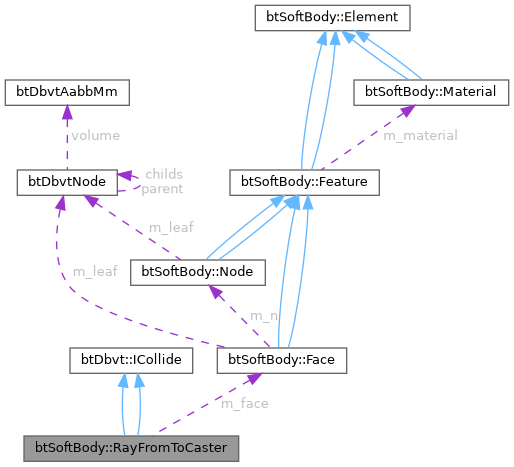 btSoftBody::Element
btDbvtAabbMm
btSoftBody::Material
volume
m_material
childs
parent
btDbvtNode
btSoftBody::Feature
m_leaf
btSoftBody::Node
m_leaf
m_n
btDbvt::ICollide
btSoftBody::Face
m_face
btSoftBody::RayFromToCaster